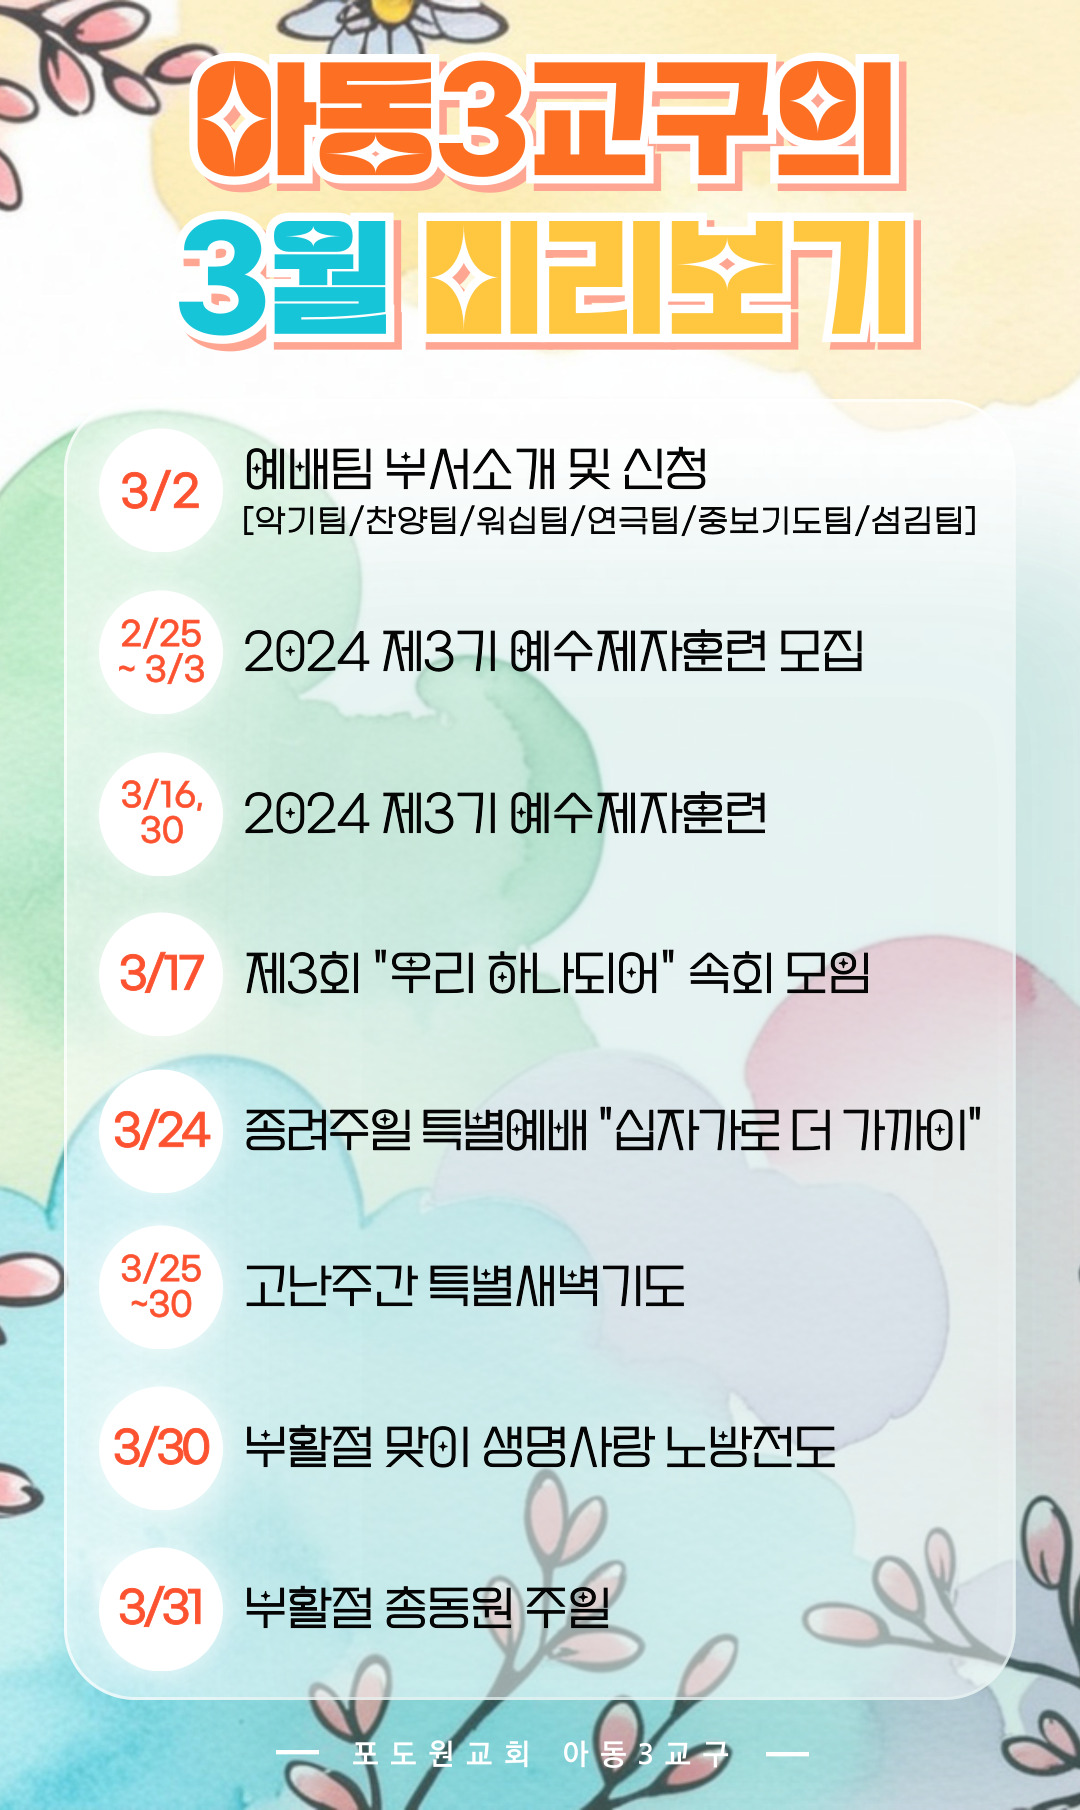 아동3교구의
3월 미리보기
3/2
예배팀 부서소개 및 신청
[악기팀/찬양팀/워십팀/연극팀/중보기도팀/섬김팀]
2/25
~ 3/3
2024 제3기 예수제자훈련 모집
3/16,
30
2024 제3기 예수제자훈련
3/17
제3회 "우리 하나되어" 속회 모임
3/24
종려주일 특별예배 "십자가로 더 가까이"
3/25
~30
고난주간 특별새벽기도
3/30
부활절 맞이 생명사랑 노방전도
3/31
부활절 총동원 주일
포도원교회 아동3교구